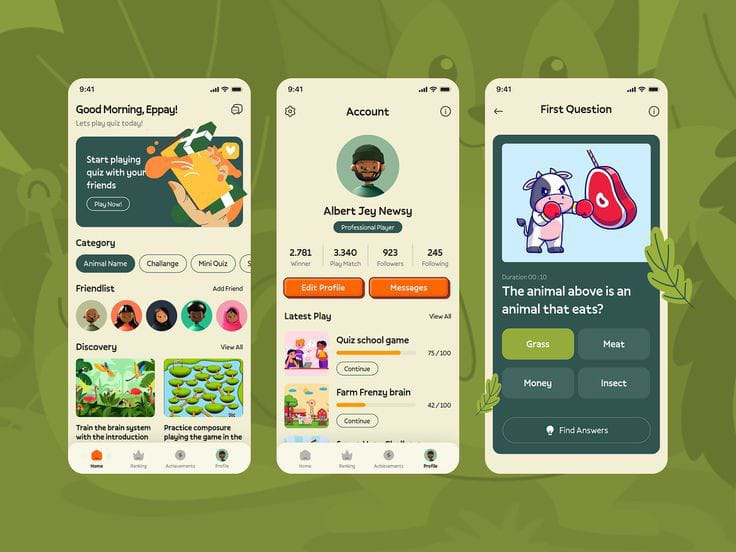 9:41
Good Morning, Eppay!
Lets play quiz today!
Start playing
quiz with your
friends
Play Now!
Category
Animal Name
Challange
Mini Quiz
S
Friendlist
Add Friend
Discovery
View All
Train the brain system
with the introduction
Practice composure
playing the game in the
Home
Ranking
Achievements
Profile
9:41
Account
Albert Jey Newsy
Professional Player
2.781
Winner
3.340
Play Match
923
Followers
245
Following
Edit Profile
Messages
Latest Play
View All
Quiz school game
75 / 100
Continue
Farm Frenzy brain
42 / 100
Continue
Home
Ranking
Achievements
Profile
9:41
First Question
Duration 00 : 10
The animal above is an
animal that eats?
Grass
Meat
Money
Insect
Find Answers